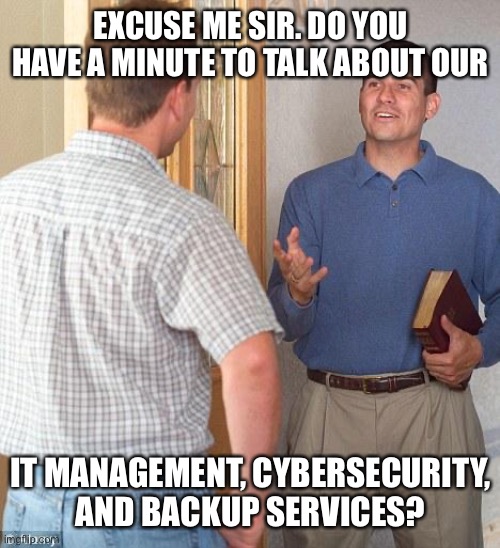 EXCUSE ME SIR. DO YOU
HAVE A MINUTE TO TALK ABOUT OUR
IT MANAGEMENT, CYBERSECURITY,
AND BACKUP SERVICES?
imgflip.com